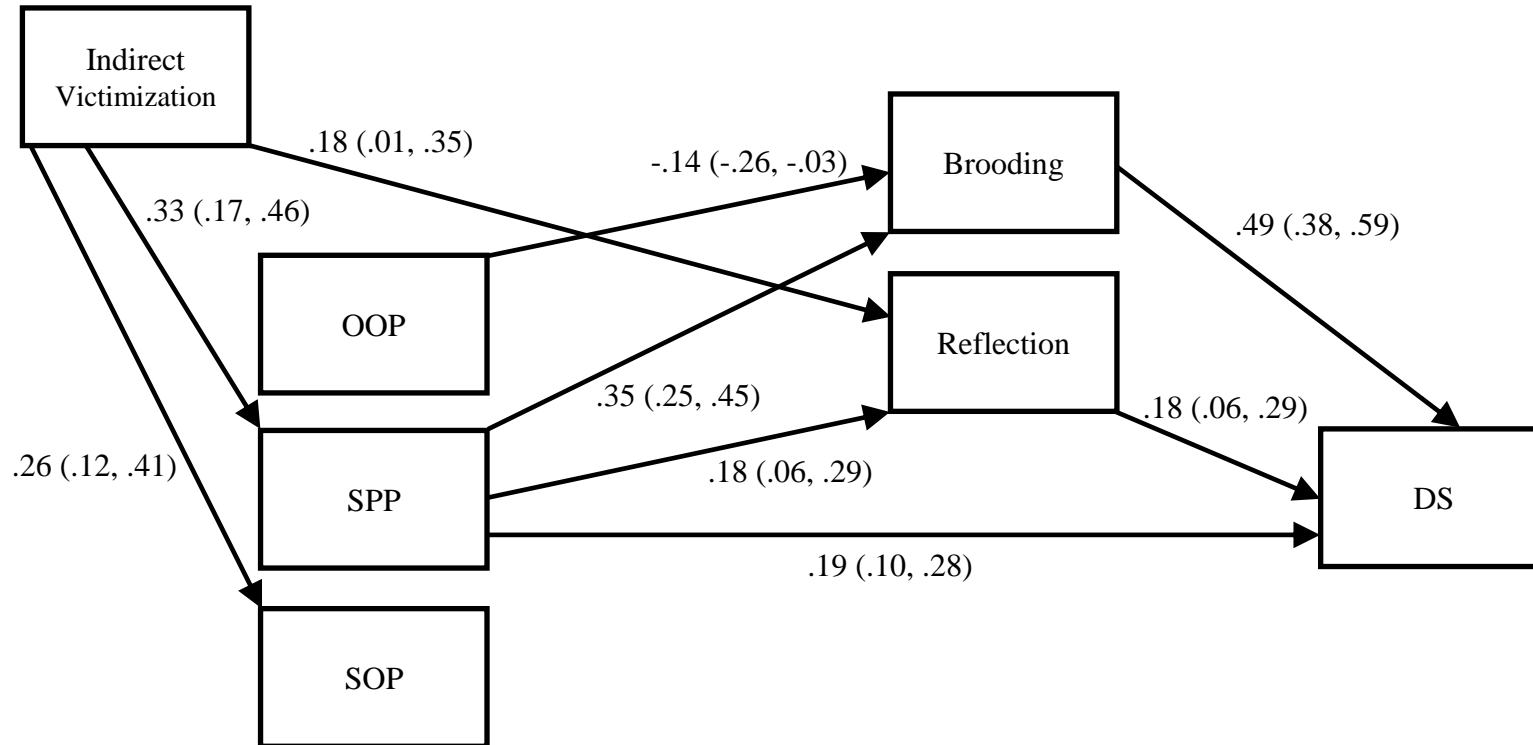 Indirect
Victimization
.18 (.01, .35)
-.14 (-.26, -.03)
Brooding
.33 (.17, .46)
.49 (.38, .59)
OOP
Reflection
.35 (.25, .45)
.18 (.06, .29)
.26 (.12, .41)
.18 (.06, .29)
SPP
DS
.19 (.10, .28)
SOP